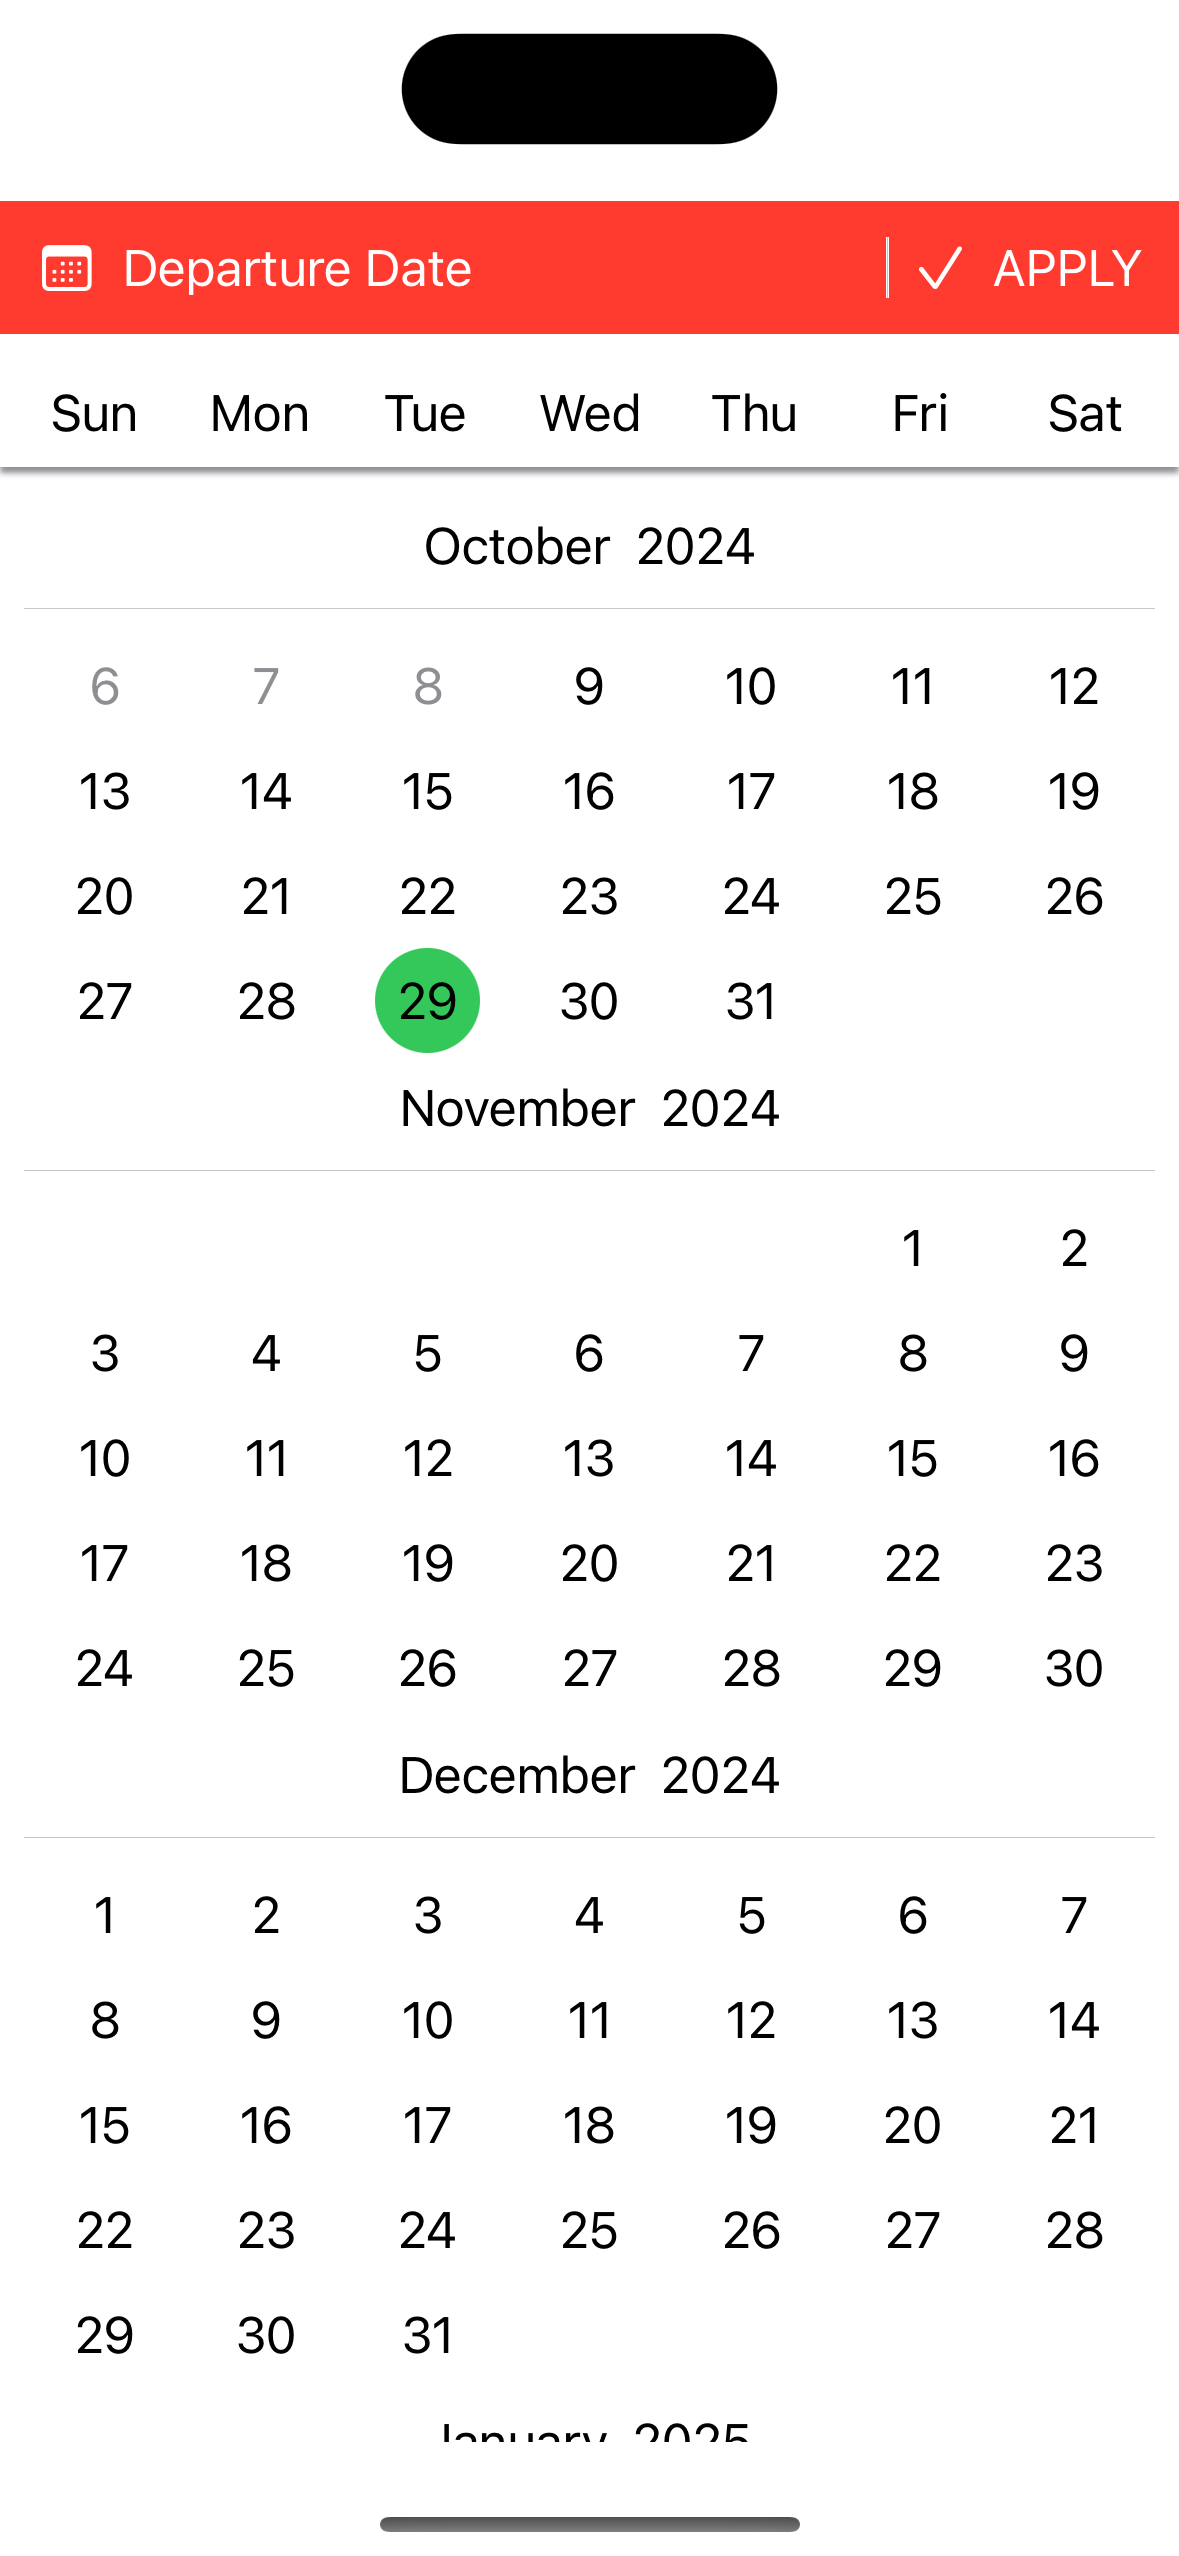 Departure Date APPLY
Sun Mon Tue Wed Thu Fri Sat
October 2024
6 7 8 9 10 11 12
13 14 15 16 17 18 19
20 21 22 23 24 25 26
27 28 29 30 31
November 2024
1 2
3 4 5 6 7 8 9
10 11 12 13 14 15 16
17 18 19 20 21 22 23
24 25 26 27 28 29 30
December 2024
1 2 3 4 5 6 7
8 9 10 11 12 13 14
15 16 17 18 19 20 21
22 23 24 25 26 27 28
29 30 31
January 2025